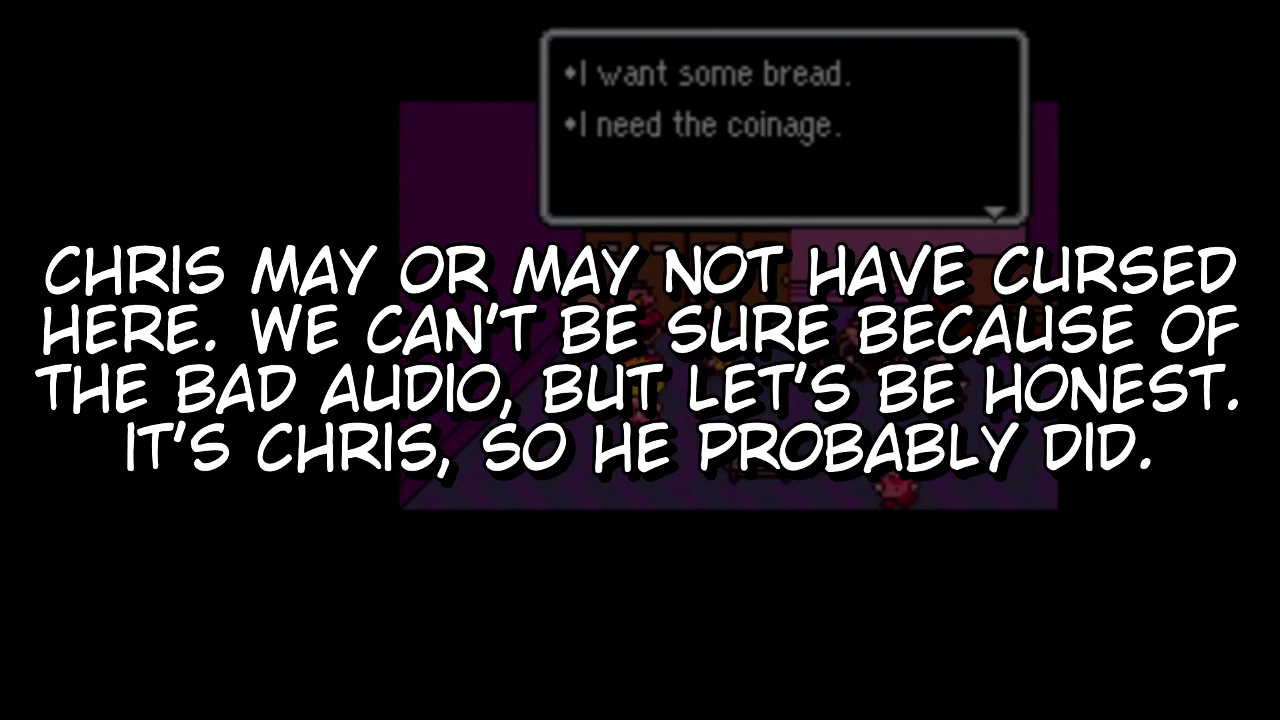 •I want some bread.
•I need the coinage.
CHRIS MAY OR MAY NOT HAVE CURSED
HERE. WE CAN'T BE SURE BECAUSE OF
THE BAD AUDIO, BUT LET'S BE HONEST.
IT'S CHRIS, SO HE PROBABLY DID.